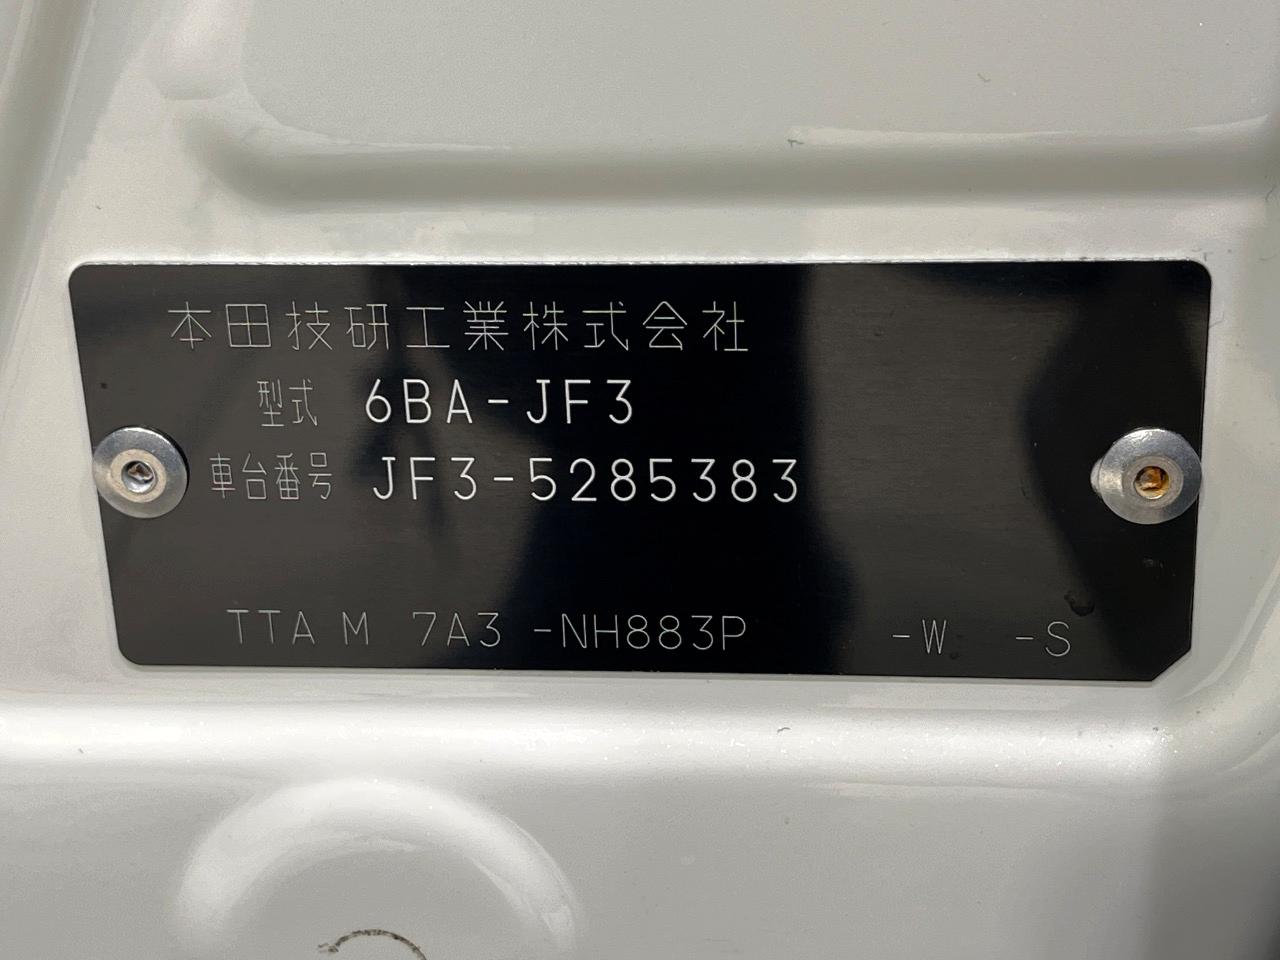 本田技研工業株式会社
型式 6BA-JF3
車台番号 JF3-5285383
TTA M 7A3 -NH883P -W -S